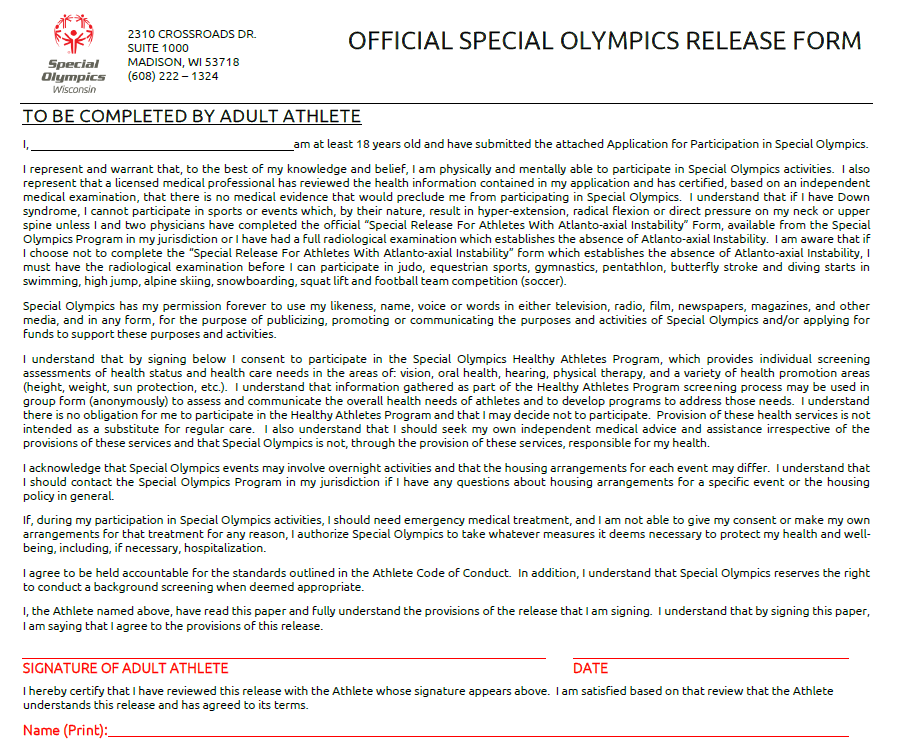 Special
Olympics
Wisconsin
2310 CROSSROADS DR.
SUITE 1000
MADISON, WI 53718
(608) 222 – 1324
OFFICIAL SPECIAL OLYMPICS RELEASE FORM
TO BE COMPLETED BY ADULT ATHLETE
I, ________________________________________am at least 18 years old and have submitted the attached Application for Participation in Special Olympics.
I represent and warrant that, to the best of my knowledge and belief, I am physically and mentally able to participate in Special Olympics activities. I also
represent that a licensed medical professional has reviewed the health information contained in my application and has certified, based on an independent
medical examination, that there is no medical evidence that would preclude me from participating in Special Olympics. I understand that if I have Down
syndrome, I cannot participate in sports or events which, by their nature, result in hyper-extension, radical flexion or direct pressure on my neck or upper
spine unless I and two physicians have completed the official “Special Release For Athletes With Atlanto-axial Instability” Form, available from the Special
Olympics Program in my jurisdiction or I have had a full radiological examination which establishes the absence of Atlanto-axial Instability. I am aware that if
I choose not to complete the “Special Release For Athletes With Atlanto-axial Instability” form which establishes the absence of Atlanto-axial Instability, I
must have the radiological examination before I can participate in judo, equestrian sports, gymnastics, pentathlon, butterfly stroke and diving starts in
swimming, high jump, alpine skiing, snowboarding, squat lift and football team competition (soccer).
Special Olympics has my permission forever to use my likeness, name, voice or words in either television, radio, film, newspapers, magazines, and other
media, and in any form, for the purpose of publicizing, promoting or communicating the purposes and activities of Special Olympics and/or applying for
funds to support these purposes and activities.
I understand that by signing below I consent to participate in the Special Olympics Healthy Athletes Program, which provides individual screening
assessments of health status and health care needs in the areas of: vision, oral health, hearing, physical therapy, and a variety of health promotion areas
(height, weight, sun protection, etc.). I understand that information gathered as part of the Healthy Athletes Program screening process may be used in
group form (anonymously) to assess and communicate the overall health needs of athletes and to develop programs to address those needs. I understand
there is no obligation for me to participate in the Healthy Athletes Program and that I may decide not to participate. Provision of these health services is not
intended as a substitute for regular care. I also understand that I should seek my own independent medical advice and assistance irrespective of the
provisions of these services and that Special Olympics is not, through the provision of these services, responsible for my health.
I acknowledge that Special Olympics events may involve overnight activities and that the housing arrangements for each event may differ. I understand that
I should contact the Special Olympics Program in my jurisdiction if I have any questions about housing arrangements for a specific event or the housing
policy in general.
If, during my participation in Special Olympics activities, I should need emergency medical treatment, and I am not able to give my consent or make my own
arrangements for that treatment for any reason, I authorize Special Olympics to take whatever measures it deems necessary to protect my health and well-
being, including, if necessary, hospitalization.
I agree to be held accountable for the standards outlined in the Athlete Code of Conduct. In addition, I understand that Special Olympics reserves the right
to conduct a background screening when deemed appropriate.
I, the Athlete named above, have read this paper and fully understand the provisions of the release that I am signing. I understand that by signing this paper,
I am saying that I agree to the provisions of this release.
SIGNATURE OF ADULT ATHLETE DATE
I hereby certify that I have reviewed this release with the Athlete whose signature appears above. I am satisfied based on that review that the Athlete
understands this release and has agreed to its terms.
Name (Print):